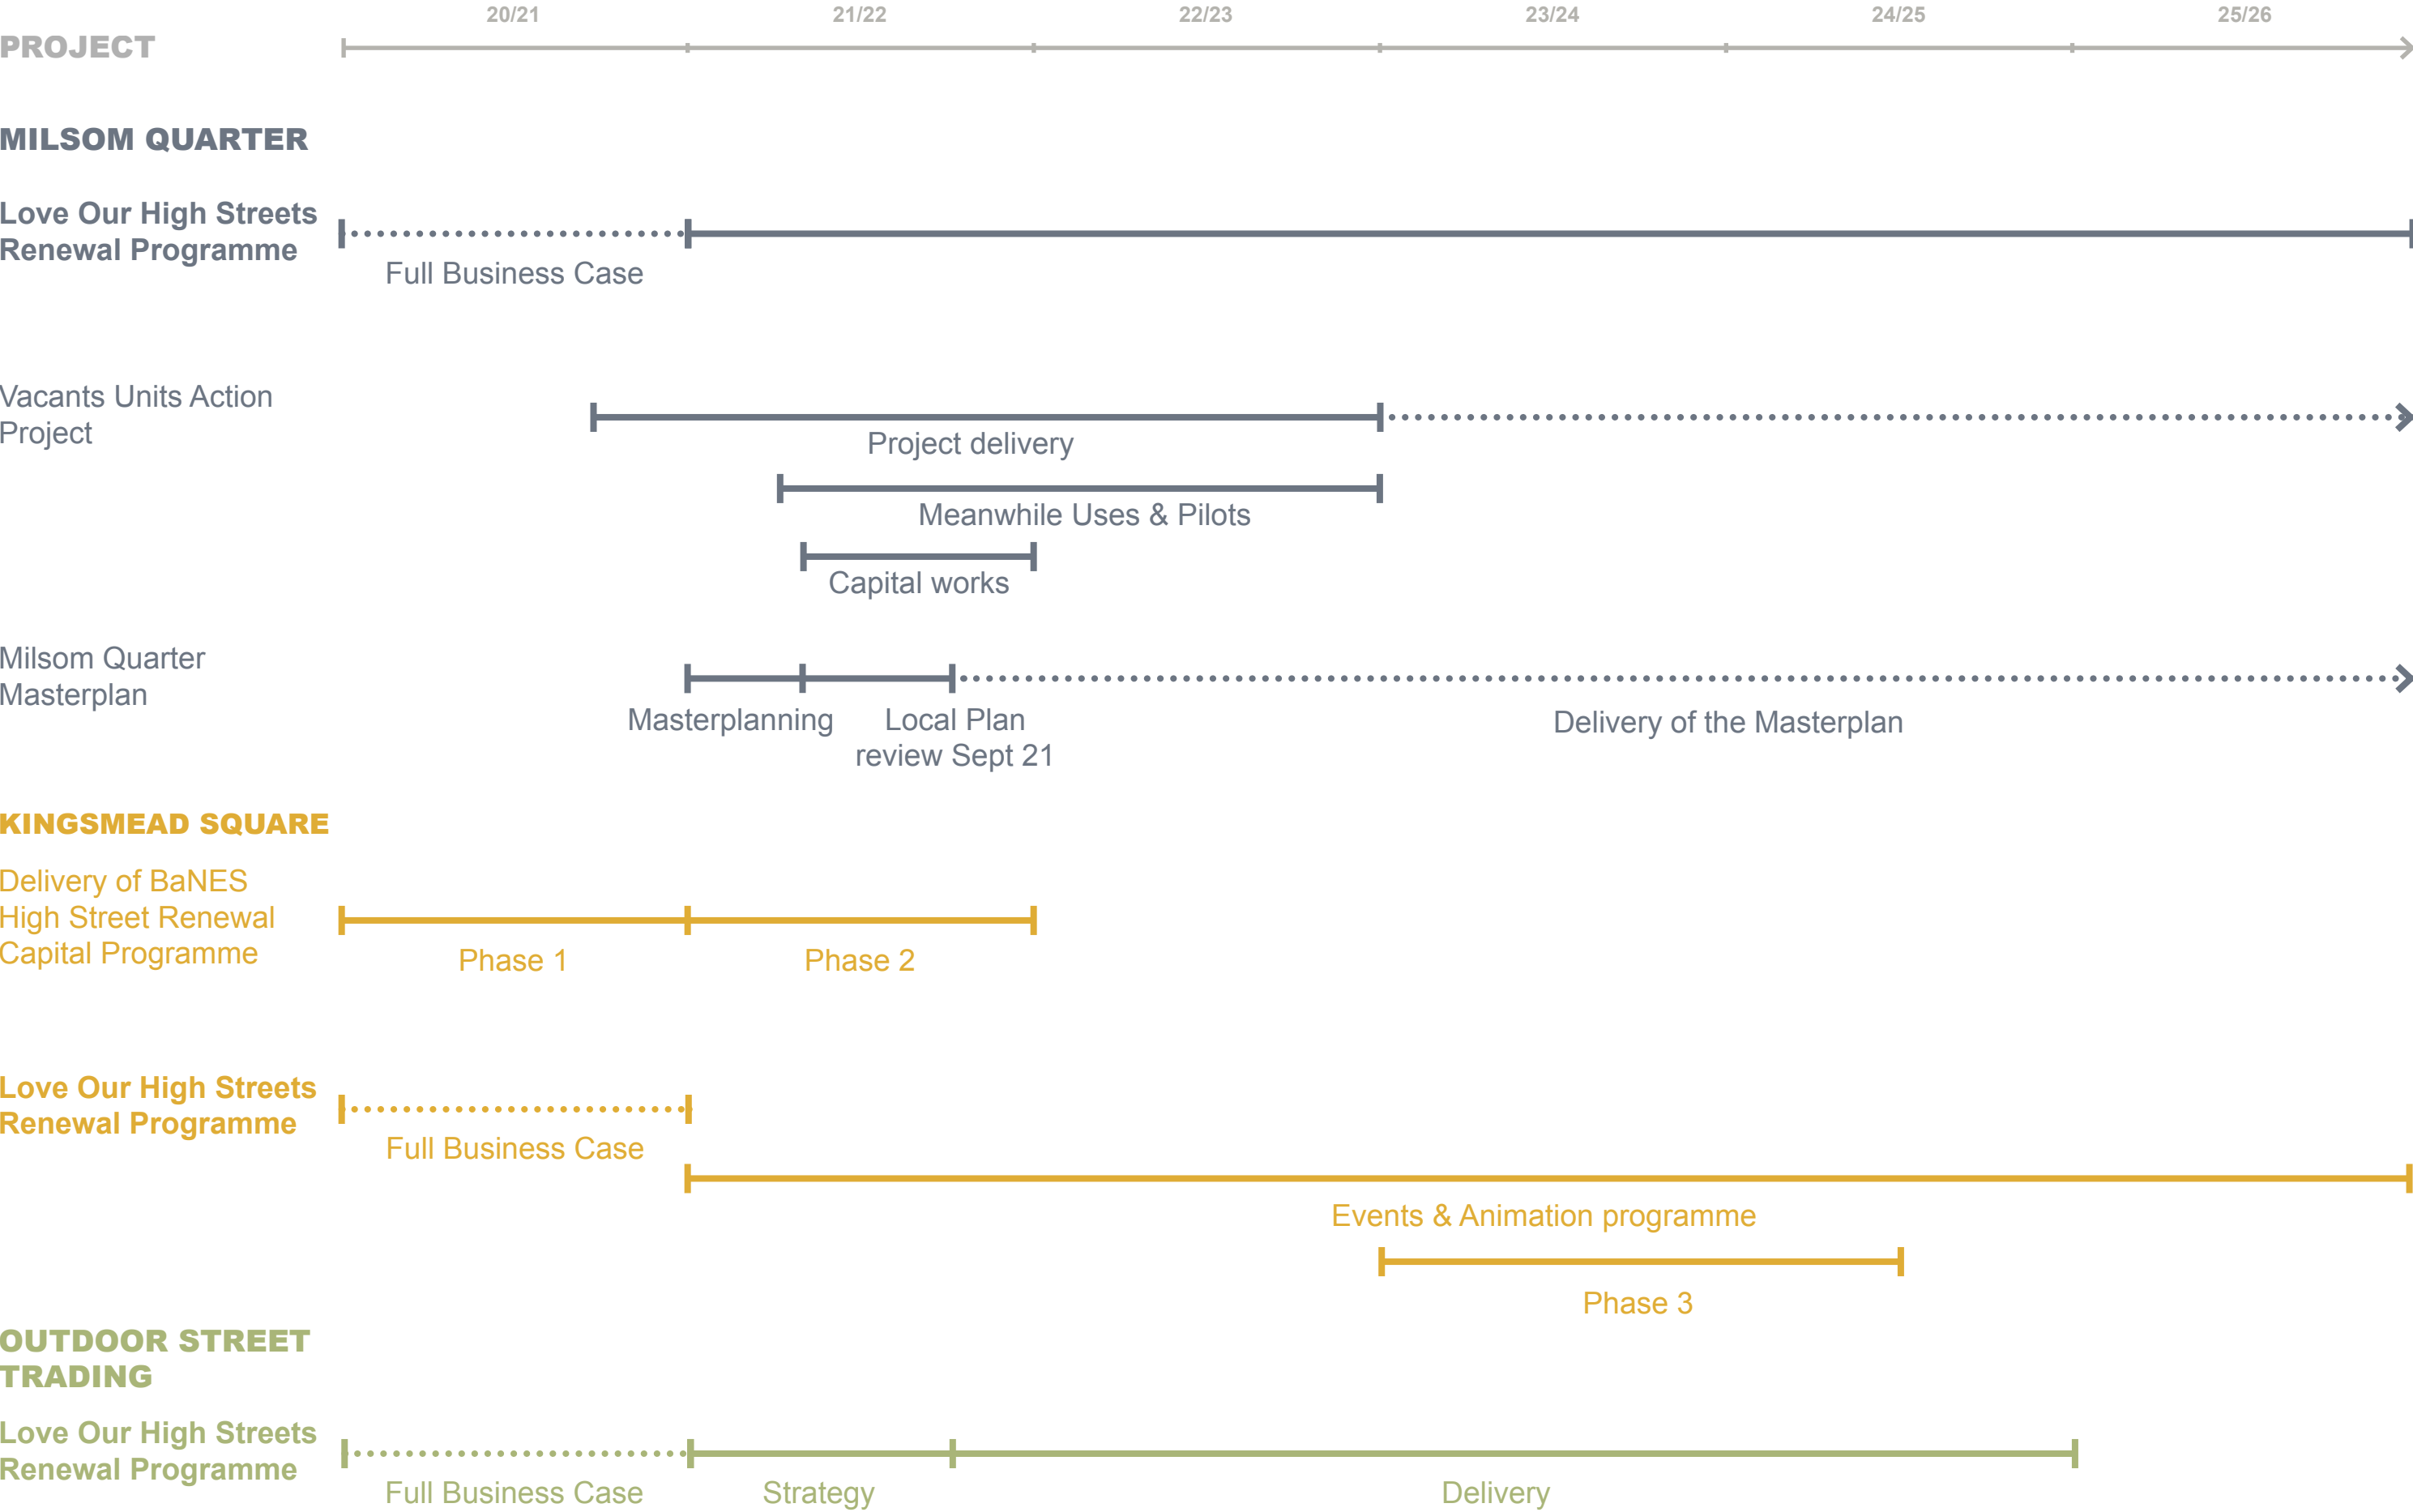 20/21 21/22 22/23 23/24 24/25 25/26
PROJECT
MILSOM QUARTER
Love Our High Streets
Renewal Programme
Full Business Case
Vacants Units Action
Project
Project delivery
Meanwhile Uses & Pilots
Capital works
Milsom Quarter
Masterplan
Masterplanning
Local Plan
review Sept 21
Delivery of the Masterplan
KINGSMEAD SQUARE
Delivery of BaNES
High Street Renewal
Capital Programme
Phase 1
Phase 2
Love Our High Streets
Renewal Programme
Full Business Case
Events & Animation programme
Phase 3
OUTDOOR STREET
TRADING
Love Our High Streets
Renewal Programme
Full Business Case
Strategy
Delivery